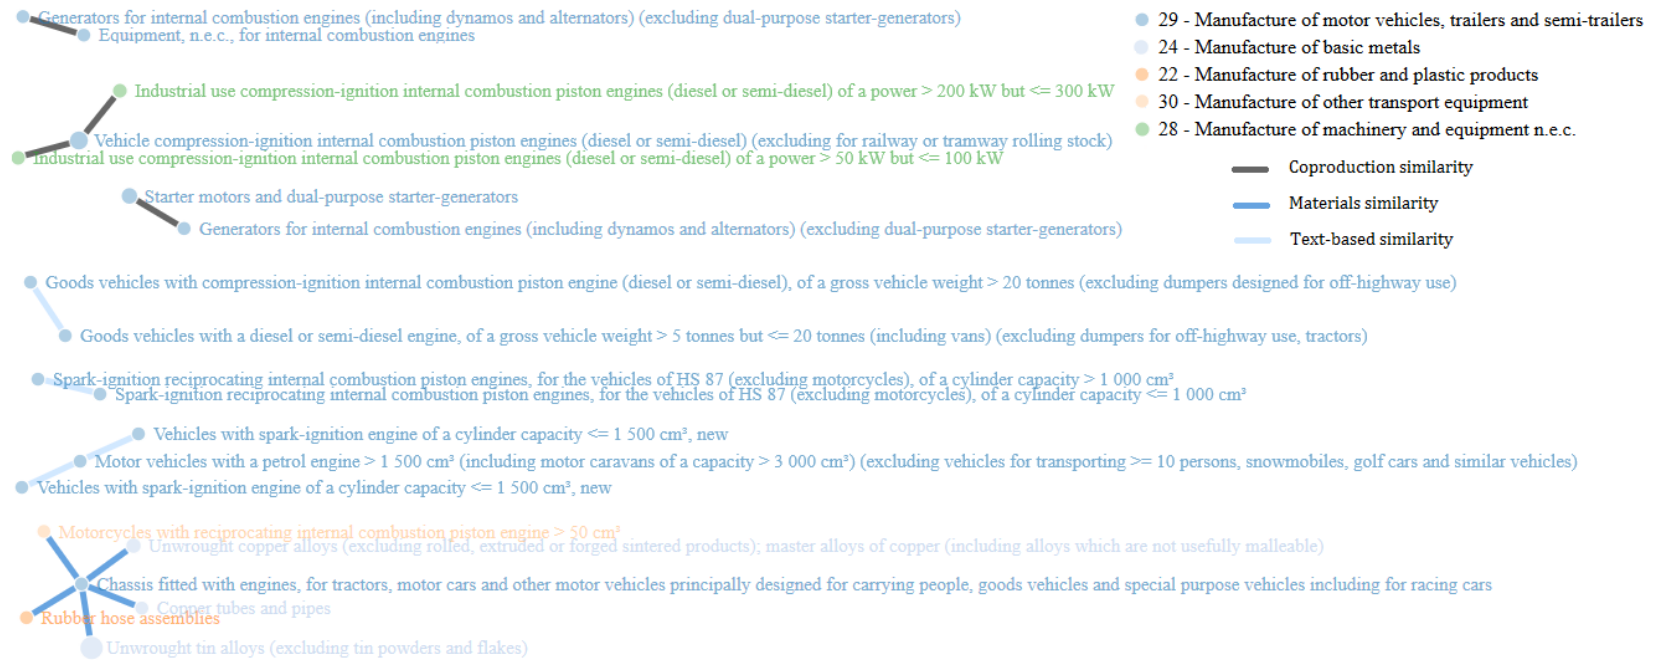 Generators for internal combustion engines (including dynamos and alternators) (excluding dual-purpose starter-generators)
Equipment, n.e.c., for internal combustion engines
Industrial use compression-ignition internal combustion piston engines (diesel or semi-diesel) of a power > 200 kW but <= 300 kW
Vehicle compression-ignition internal combustion piston engines (diesel or semi-diesel) (excluding for railway or tramway rolling stock)
Industrial use compression-ignition internal combustion piston engines (diesel or semi-diesel) of a power > 50 kW but <= 100 kW
Starter motors and dual-purpose starter-generators
Generators for internal combustion engines (including dynamos and alternators) (excluding dual-purpose starter-generators)
Goods vehicles with compression-ignition internal combustion piston engine (diesel or semi-diesel), of a gross vehicle weight > 20 tonnes (excluding dumpers designed for off-highway use)
Goods vehicles with a diesel or semi-diesel engine, of a gross vehicle weight > 5 tonnes but <= 20 tonnes (including vans) (excluding dumpers for off-highway use, tractors)
Spark-ignition reciprocating internal combustion piston engines, for the vehicles of HS 87 (excluding motorcycles), of a cylinder capacity > 1 000 cm³
Spark-ignition reciprocating internal combustion piston engines, for the vehicles of HS 87 (excluding motorcycles), of a cylinder capacity <= 1 000 cm³
Vehicles with spark-ignition engine of a cylinder capacity <= 1 500 cm³, new
Motor vehicles with a petrol engine > 1 500 cm³ (including motor caravans of a capacity > 3 000 cm³) (excluding vehicles for transporting >= 10 persons, snowmobiles, golf cars and similar vehicles)
Vehicles with spark-ignition engine of a cylinder capacity <= 1 500 cm³, new
Motorcycles with reciprocating internal combustion piston engine > 50 cm³
Unwrought copper alloys (excluding rolled, extruded or forged sintered products); master alloys of copper (including alloys which are not usefully malleable)
Chassis fitted with engines, for tractors, motor cars and other motor vehicles principally designed for carrying people, goods vehicles and special purpose vehicles including for racing cars
Copper tubes and pipes
Rubber hose assemblies
Unwrought tin alloys (excluding tin powders and flakes)
29 - Manufacture of motor vehicles, trailers and semi-trailers
24 - Manufacture of basic metals
22 - Manufacture of rubber and plastic products
30 - Manufacture of other transport equipment
28 - Manufacture of machinery and equipment n.e.c.
Coproduction similarity
Materials similarity
Text-based similarity